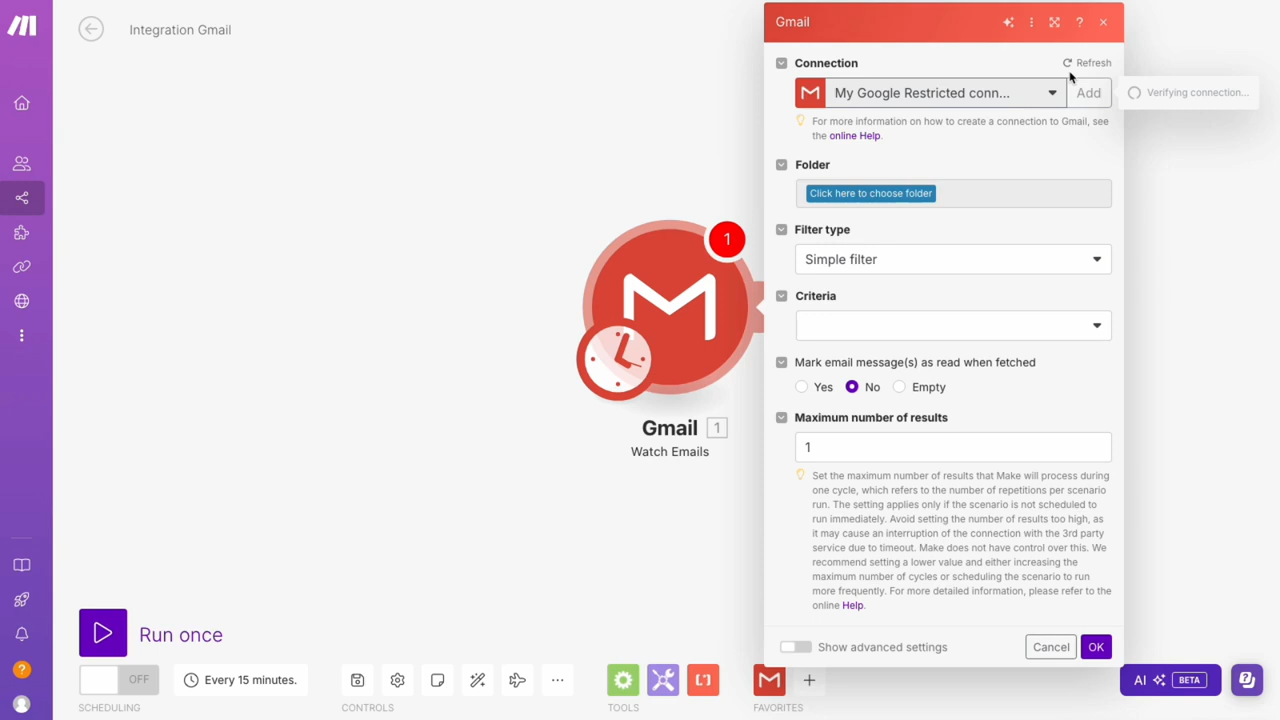 Integration Gmail
Gmail
Connection
Refresh
My Google Restricted conn...
Add
Verifying connection...
For more information on how to create a connection to Gmail, see
the online Help.
Folder
Click here to choose folder
Filter type
Simple filter
Criteria
Mark email message(s) as read when fetched
Yes No Empty
Maximum number of results
1
Set the maximum number of results that Make will process during
one cycle, which refers to the number of repetitions per scenario
run. The setting applies only if the scenario is not scheduled to
run immediately. Avoid setting the number of results too high, as
it may cause an interruption of the connection with the 3rd party
service due to timeout. Make does not have control over this. We
recommend setting a lower value and either increasing the
maximum number of cycles or scheduling the scenario to run
more frequently. For more detailed information, please refer to the
online Help.
Show advanced settings
Cancel
OK
1
Gmail 1
Watch Emails
Run once
OFF
Every 15 minutes.
SCHEDULING
CONTROLS
TOOLS
FAVORITES
AI BETA